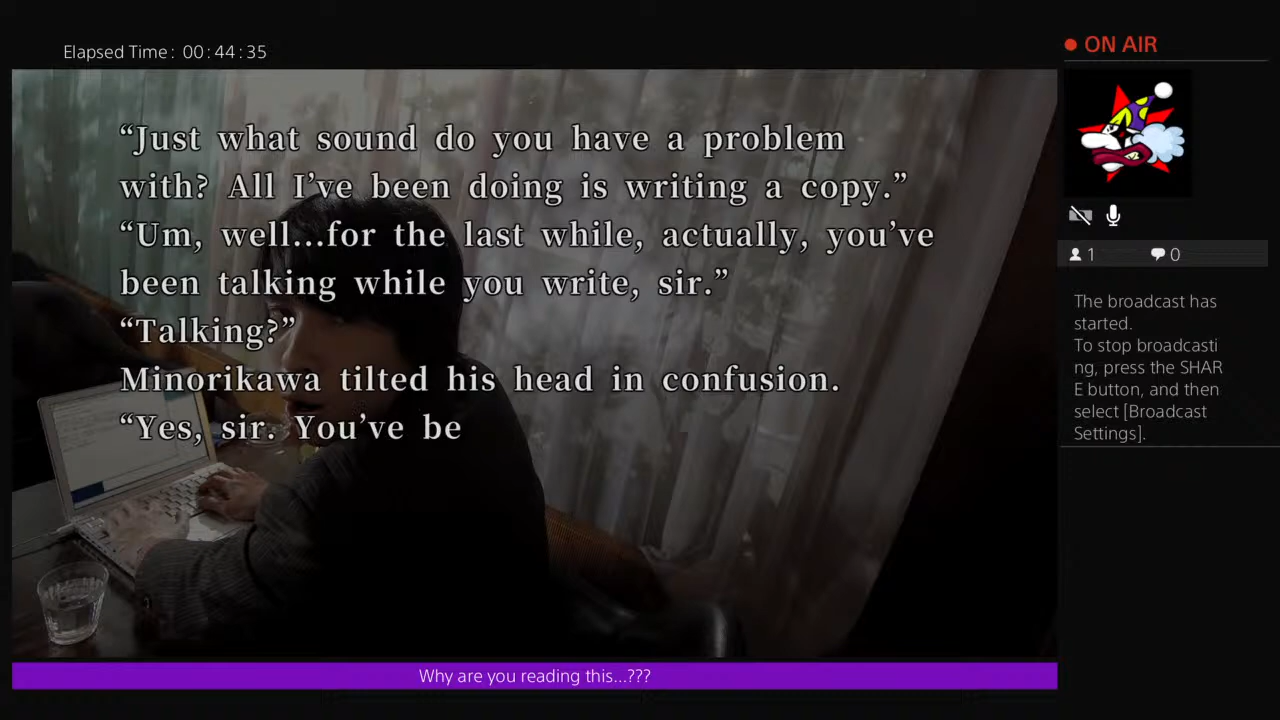 Elapsed Time: 00:44:35
ON AIR
“Just what sound do you have a problem
with? All I’ve been doing is writing a copy.”
“Um, well...for the last while, actually, you’ve
been talking while you write, sir.”
“Talking?”
Minorikawa tilted his head in confusion.
“Yes, sir. You’ve be
1
0
The broadcast has
started.
To stop broadcasti
ng, press the SHAR
E button, and then
select [Broadcast
Settings].
Why are you reading this...???